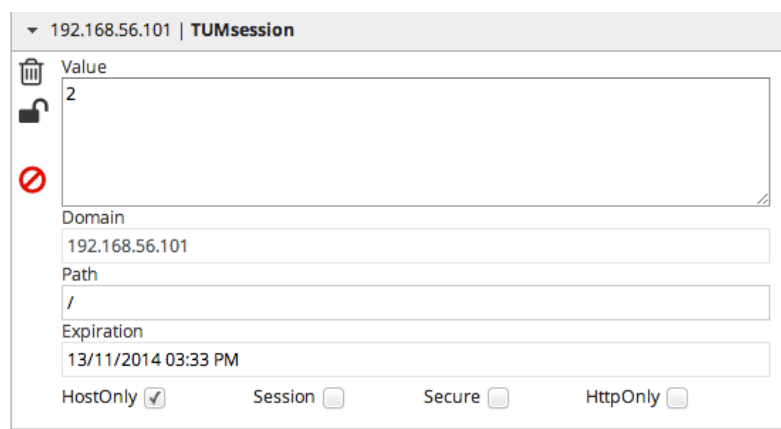 192.168.56.101 | TUMsession
Value
2
Domain
192.168.56.101
Path
/
Expiration
13/11/2014 03:33 PM
HostOnly Session Secure HttpOnly